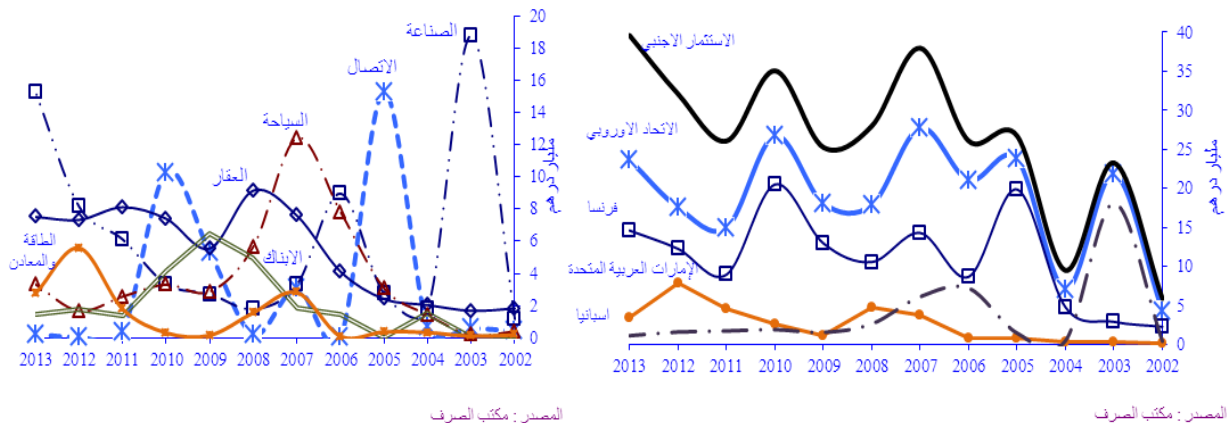 الاستثمار الاجنبي
الاتحاد الاوروبي
فرنسا
الإمارات العربية المتحدة
اسبانيا
مليار درهم
40
35
30
25
20
15
10
5
0
2013 2012 2011 2010 2009 2008 2007 2006 2005 2004 2003 2002
المصدر : مكتب الصرف
الصناعة
الاتصال
السياحة
العقار
الابناك
الطاقة
والمعادن
مليار درهم
20
18
16
14
12
10
8
6
4
2
0
2013 2012 2011 2010 2009 2008 2007 2006 2005 2004 2003 2002
المصدر : مكتب الصرف